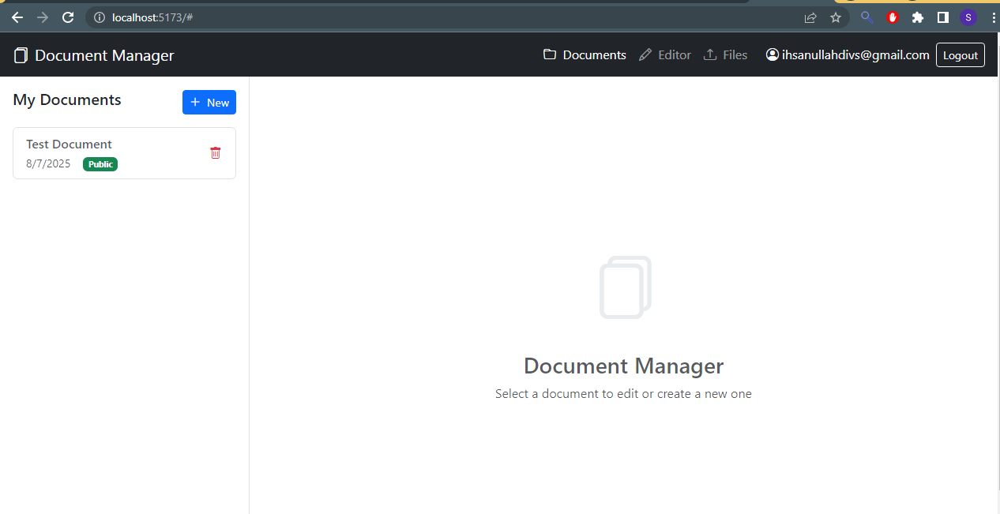 localhost:5173/#
S
Document Manager
Documents Editor Files ihsanullahdivs@gmail.com Logout
My Documents
+ New
Test Document
8/7/2025 Public
Document Manager
Select a document to edit or create a new one